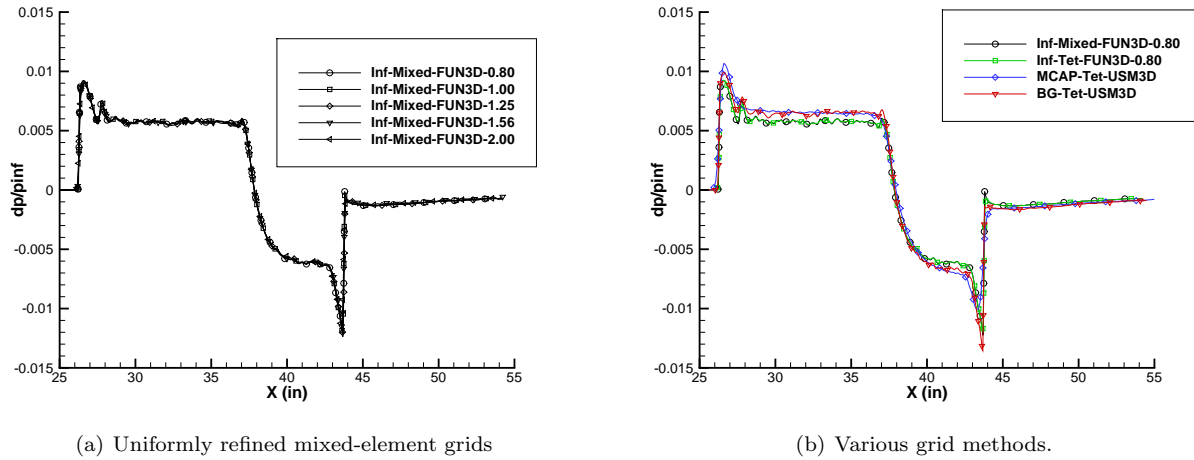 0.015
0.01
0.005
0
-0.005
-0.01
-0.015
dp/pinf
25 30 35 40 45 50 55
X (in)
Inf-Mixed-FUN3D-0.80
Inf-Mixed-FUN3D-1.00
Inf-Mixed-FUN3D-1.25
Inf-Mixed-FUN3D-1.56
Inf-Mixed-FUN3D-2.00
(a) Uniformly refined mixed-element grids
0.015
0.01
0.005
0
-0.005
-0.01
-0.015
dp/pinf
25 30 35 40 45 50 55
X (in)
Inf-Mixed-FUN3D-0.80
Inf-Tet-FUN3D-0.80
MCAP-Tet-USM3D
BG-Tet-USM3D
(b) Various grid methods.